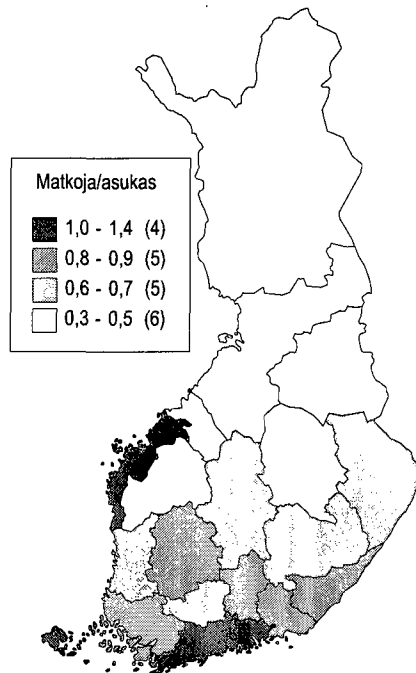 Matkoja/asukas
1,0 - 1,4 (4)
0,8 - 0,9 (5)
0,6 - 0,7 (5)
0,3 - 0,5 (6)